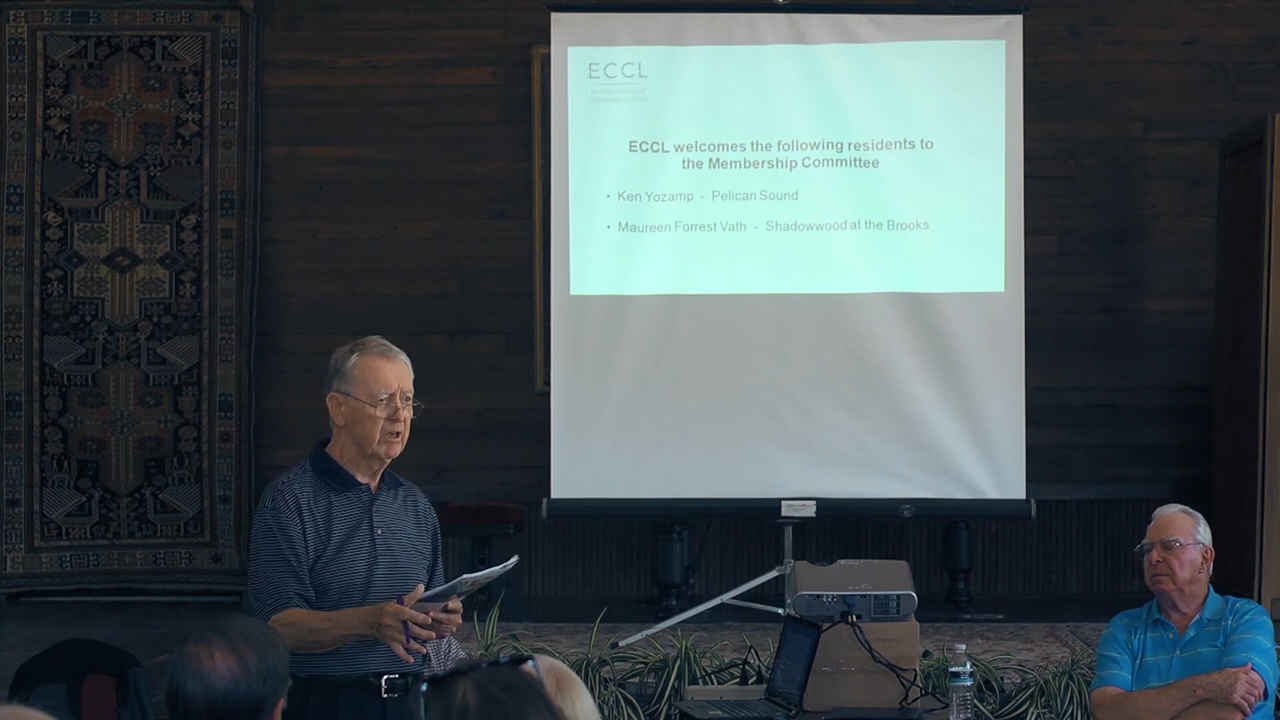 ECCL
ECCL welcomes the following residents to
the Membership Committee
• Ken Yozamp - Pelican Sound
• Maureen Forrest Vath - Shadowwood at the Brooks